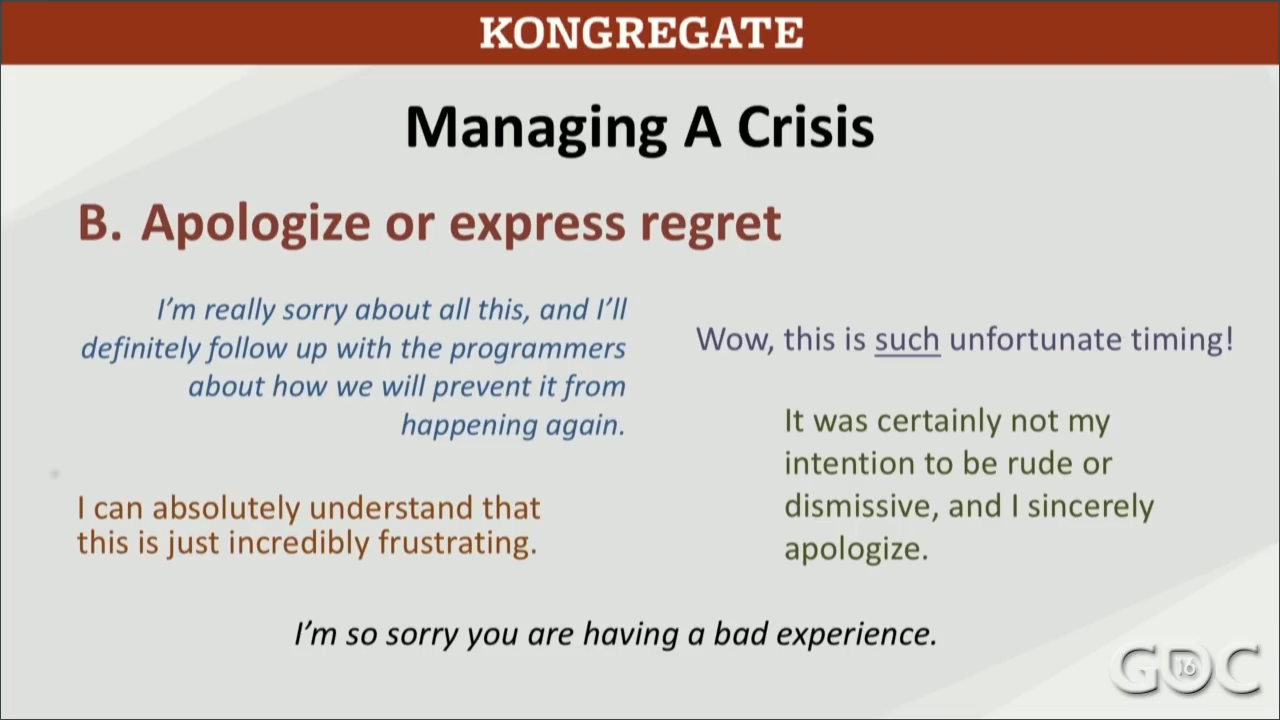 KONGREGATE
Managing A Crisis
B. Apologize or express regret
I'm really sorry about all this, and I'll
definitely follow up with the programmers
about how we will prevent it from
happening again.
Wow, this is such unfortunate timing!
It was certainly not my
intention to be rude or
dismissive, and I sincerely
apologize.
I can absolutely understand that
this is just incredibly frustrating.
I'm so sorry you are having a bad experience.
GDC
16